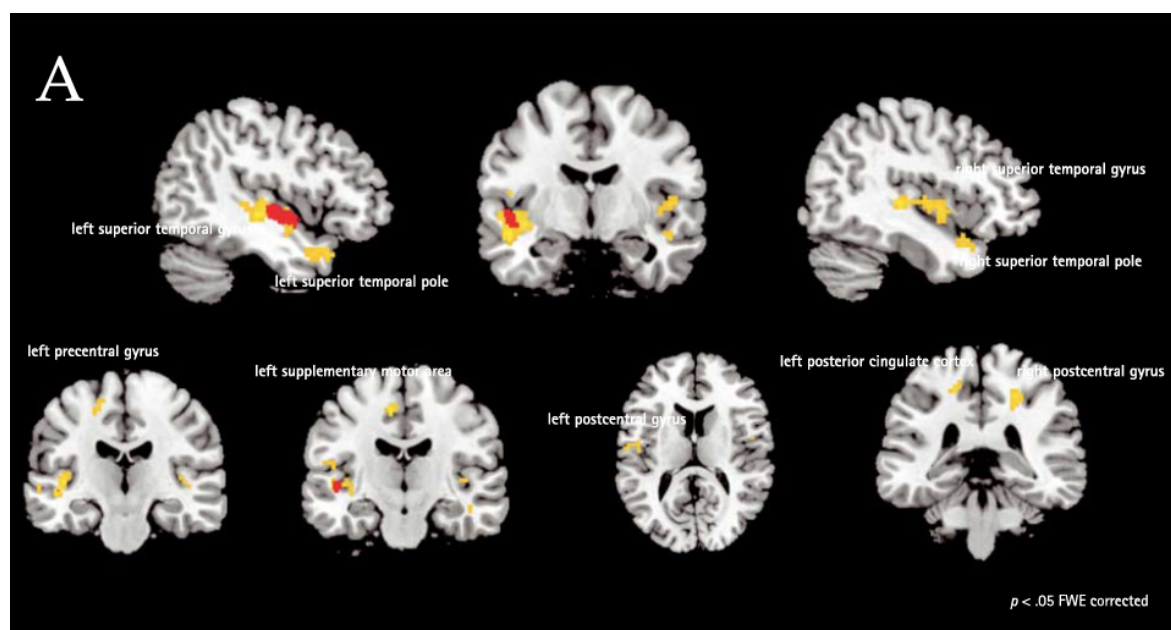 A
right superior temporal gyrus
left superior temporal gyrus
right superior temporal pole
left superior temporal pole
left precentral gyrus
left supplementary motor area
left posterior cingulate cortex
right postcentral gyrus
left postcentral gyrus
p < .05 FWE corrected